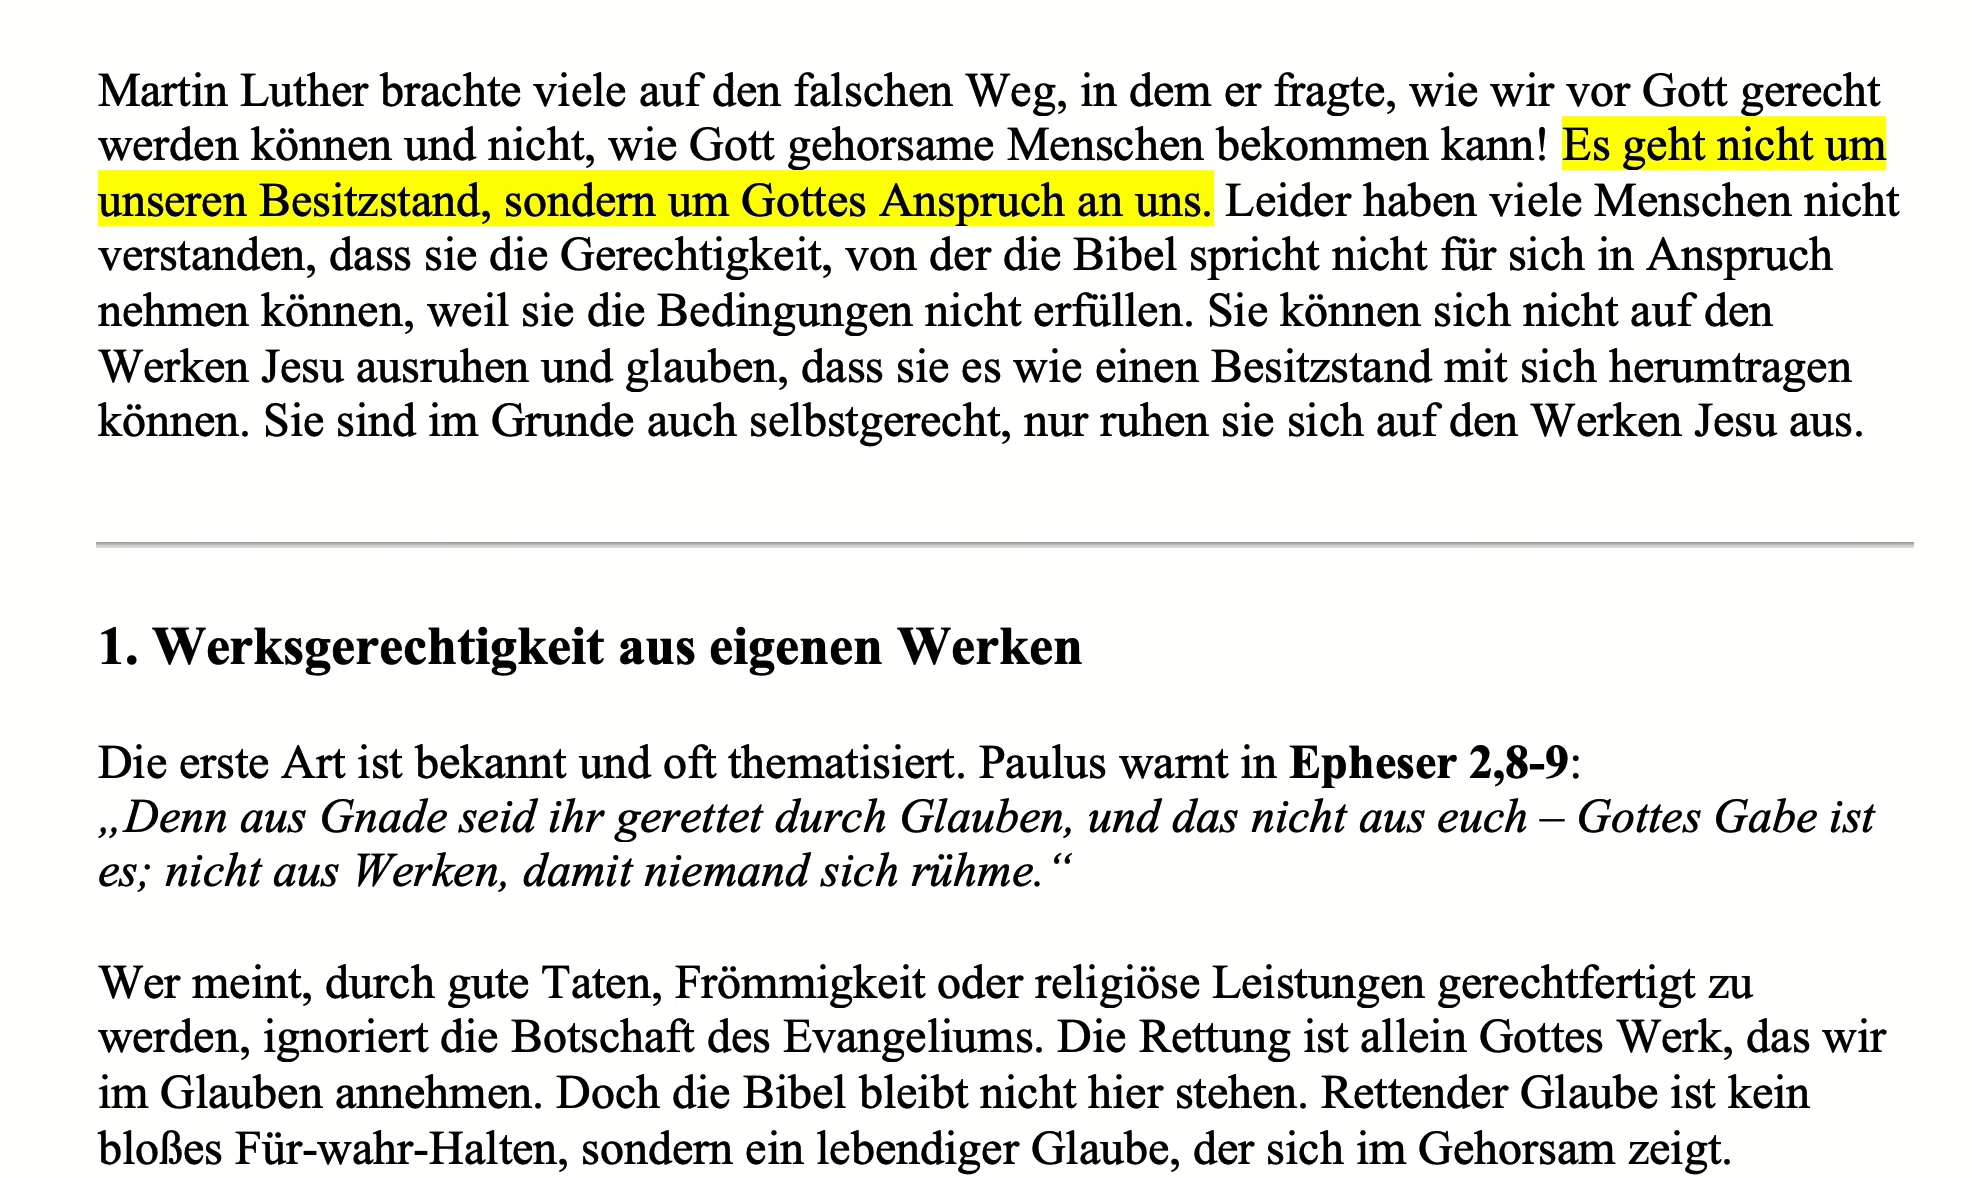 Martin Luther brachte viele auf den falschen Weg, in dem er fragte, wie wir vor Gott gerecht
werden können und nicht, wie Gott gehorsame Menschen bekommen kann! Es geht nicht um
unseren Besitzstand, sondern um Gottes Anspruch an uns. Leider haben viele Menschen nicht
verstanden, dass sie die Gerechtigkeit, von der die Bibel spricht nicht für sich in Anspruch
nehmen können, weil sie die Bedingungen nicht erfüllen. Sie können sich nicht auf den
Werken Jesu ausruhen und glauben, dass sie es wie einen Besitzstand mit sich herumtragen
können. Sie sind im Grunde auch selbstgerecht, nur ruhen sie sich auf den Werken Jesu aus.
1. Werksgerechtigkeit aus eigenen Werken
Die erste Art ist bekannt und oft thematisiert. Paulus warnt in Epheser 2,8-9:
„Denn aus Gnade seid ihr gerettet durch Glauben, und das nicht aus euch – Gottes Gabe ist
es; nicht aus Werken, damit niemand sich rühme.“
Wer meint, durch gute Taten, Frömmigkeit oder religiöse Leistungen gerechtfertigt zu
werden, ignoriert die Botschaft des Evangeliums. Die Rettung ist allein Gottes Werk, das wir
im Glauben annehmen. Doch die Bibel bleibt nicht hier stehen. Rettender Glaube ist kein
bloßes Für-wahr-Halten, sondern ein lebendiger Glaube, der sich im Gehorsam zeigt.